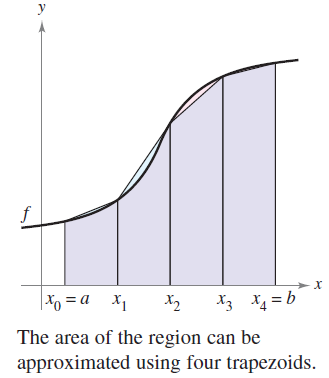 y
f
x
x₀ = a x₁ x₂ x₃ x₄ = b
The area of the region can be
approximated using four trapezoids.